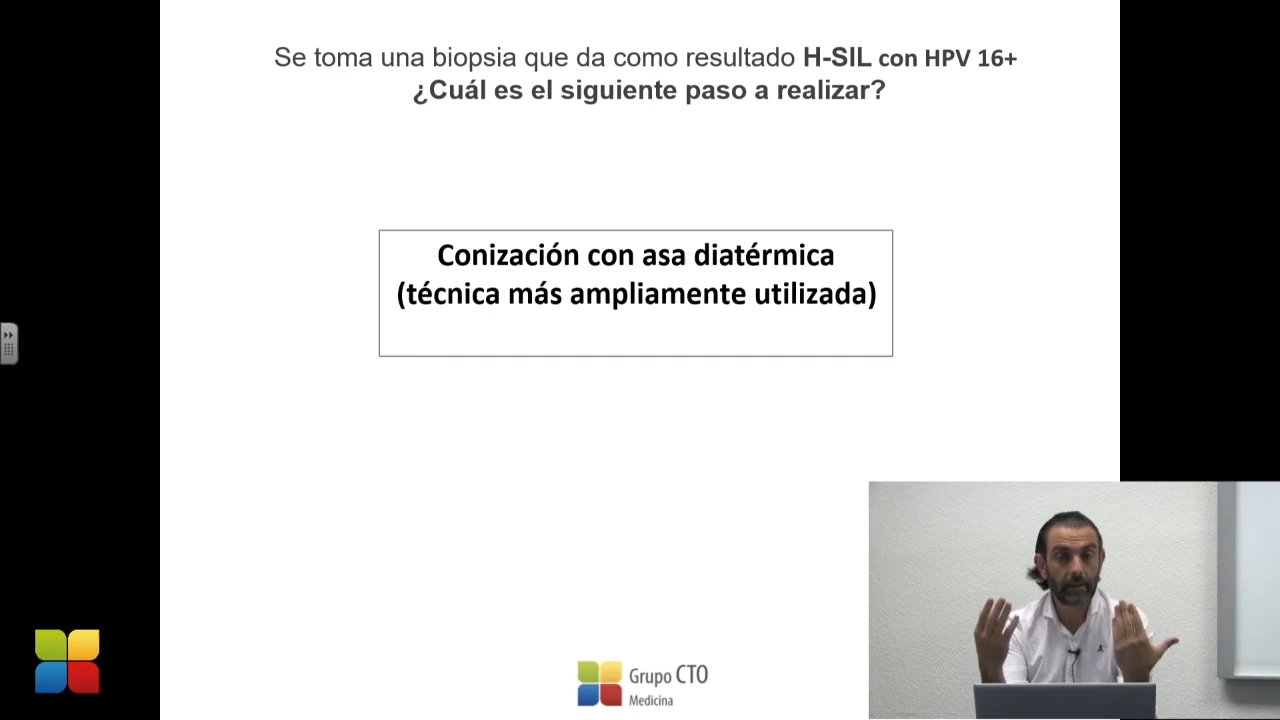 Se toma una biopsia que da como resultado H-SIL con HPV 16+
¿Cuál es el siguiente paso a realizar?
Conización con asa diatérmica
(técnica más ampliamente utilizada)
Grupo CTO
Medicina